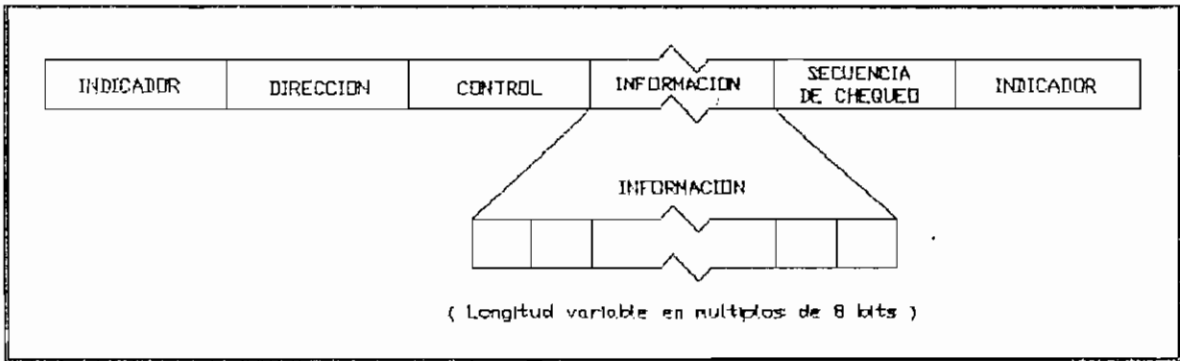 INDICADOR
DIRECCION
CONTROL
INFORMACION
SECUENCIA
DE CHEQUEO
INDICADOR
INFORMACION
( Longitud variable en multiplos de 8 bits )